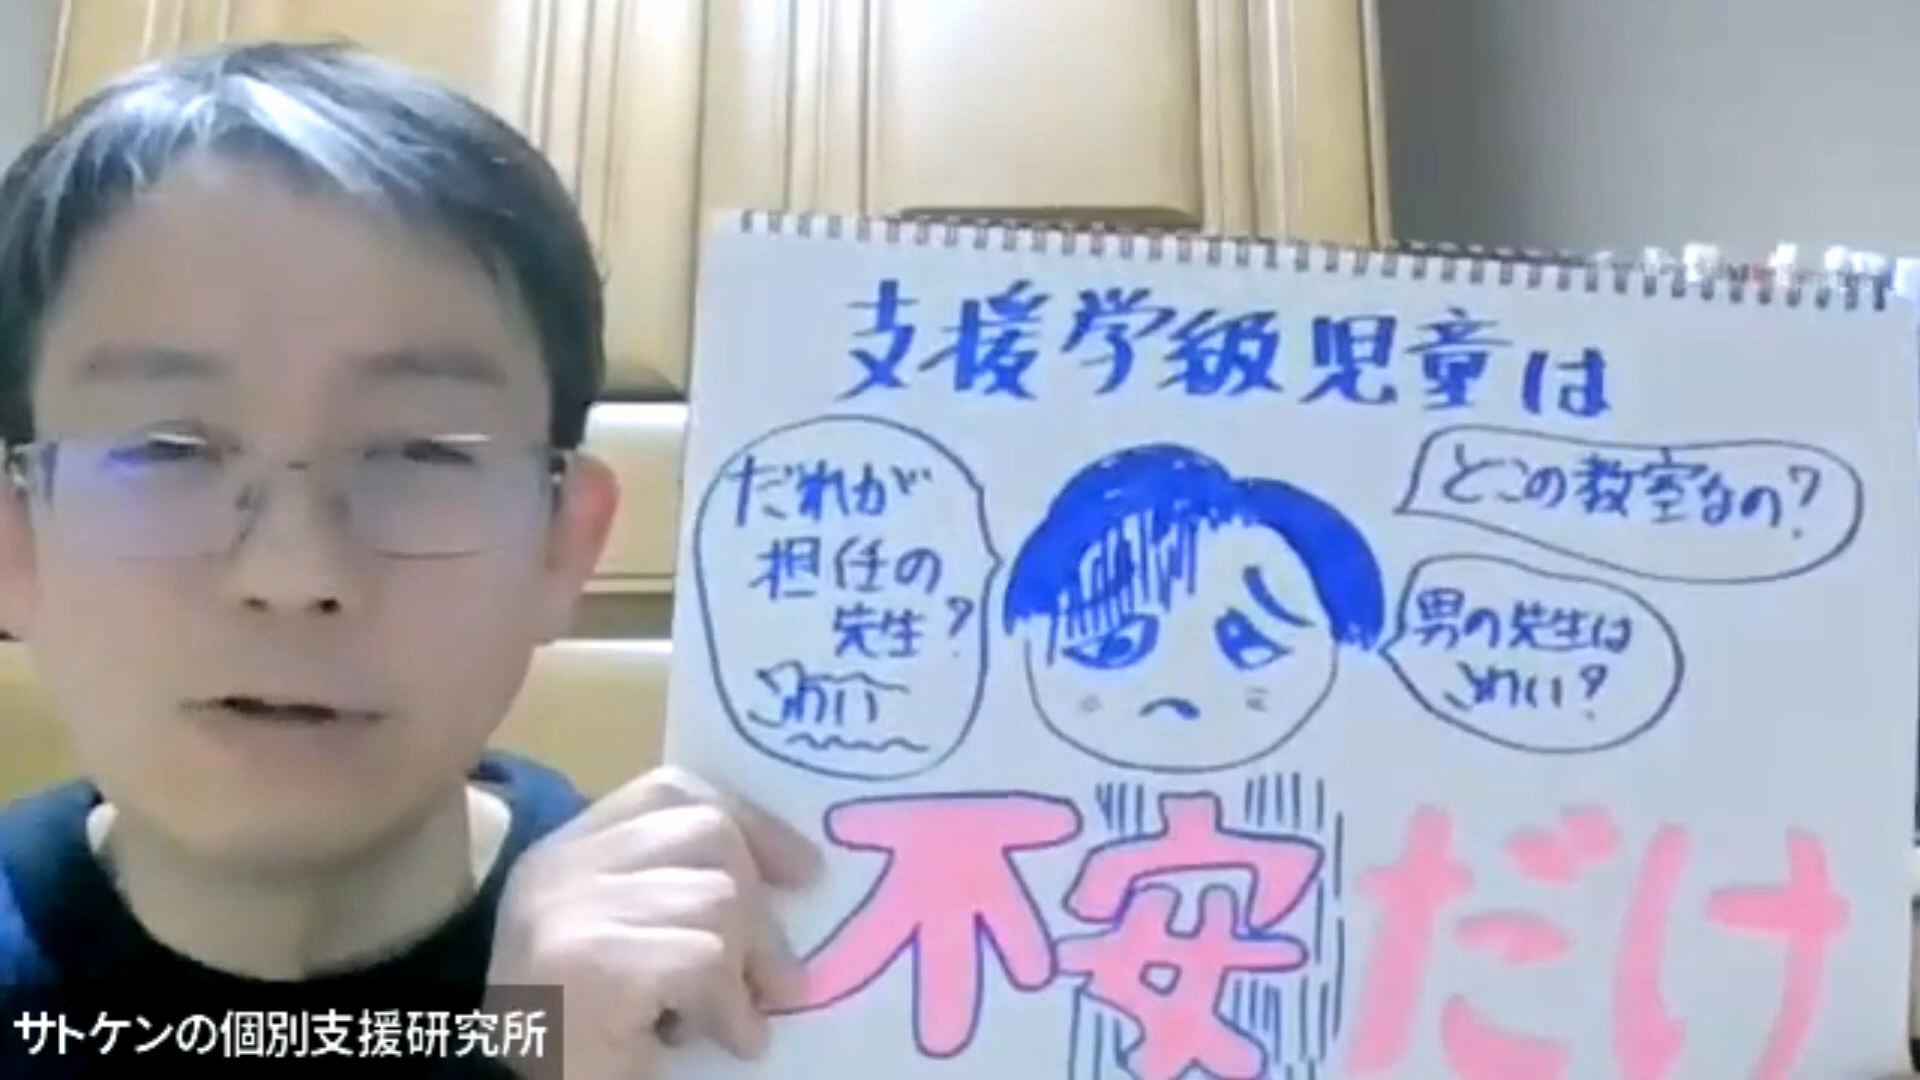 支援学級児童は
だれが
担任の
先生?
こわい
どこの教室なの?
男の先生は
こわい?
不安だけ
サトケンの個別支援研究所